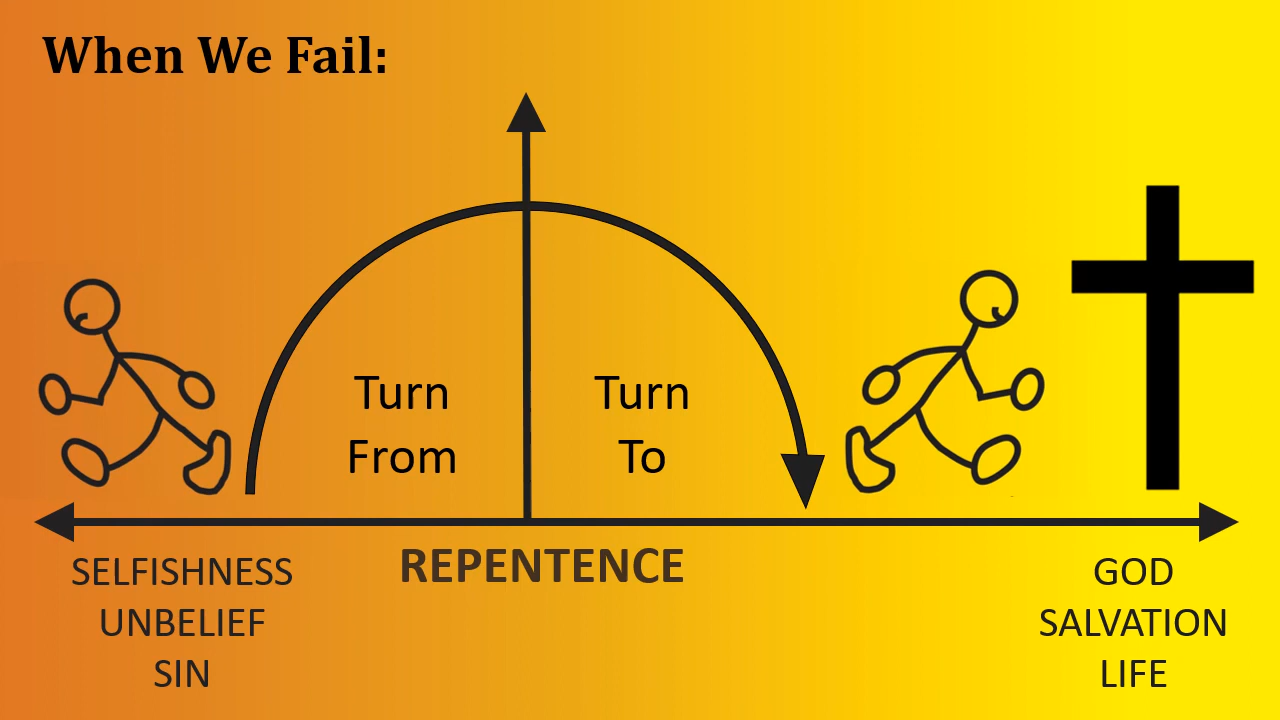 When We Fail:
Turn
From
Turn
To
REPENTENCE
SELFISHNESS
UNBELIEF
SIN
GOD
SALVATION
LIFE